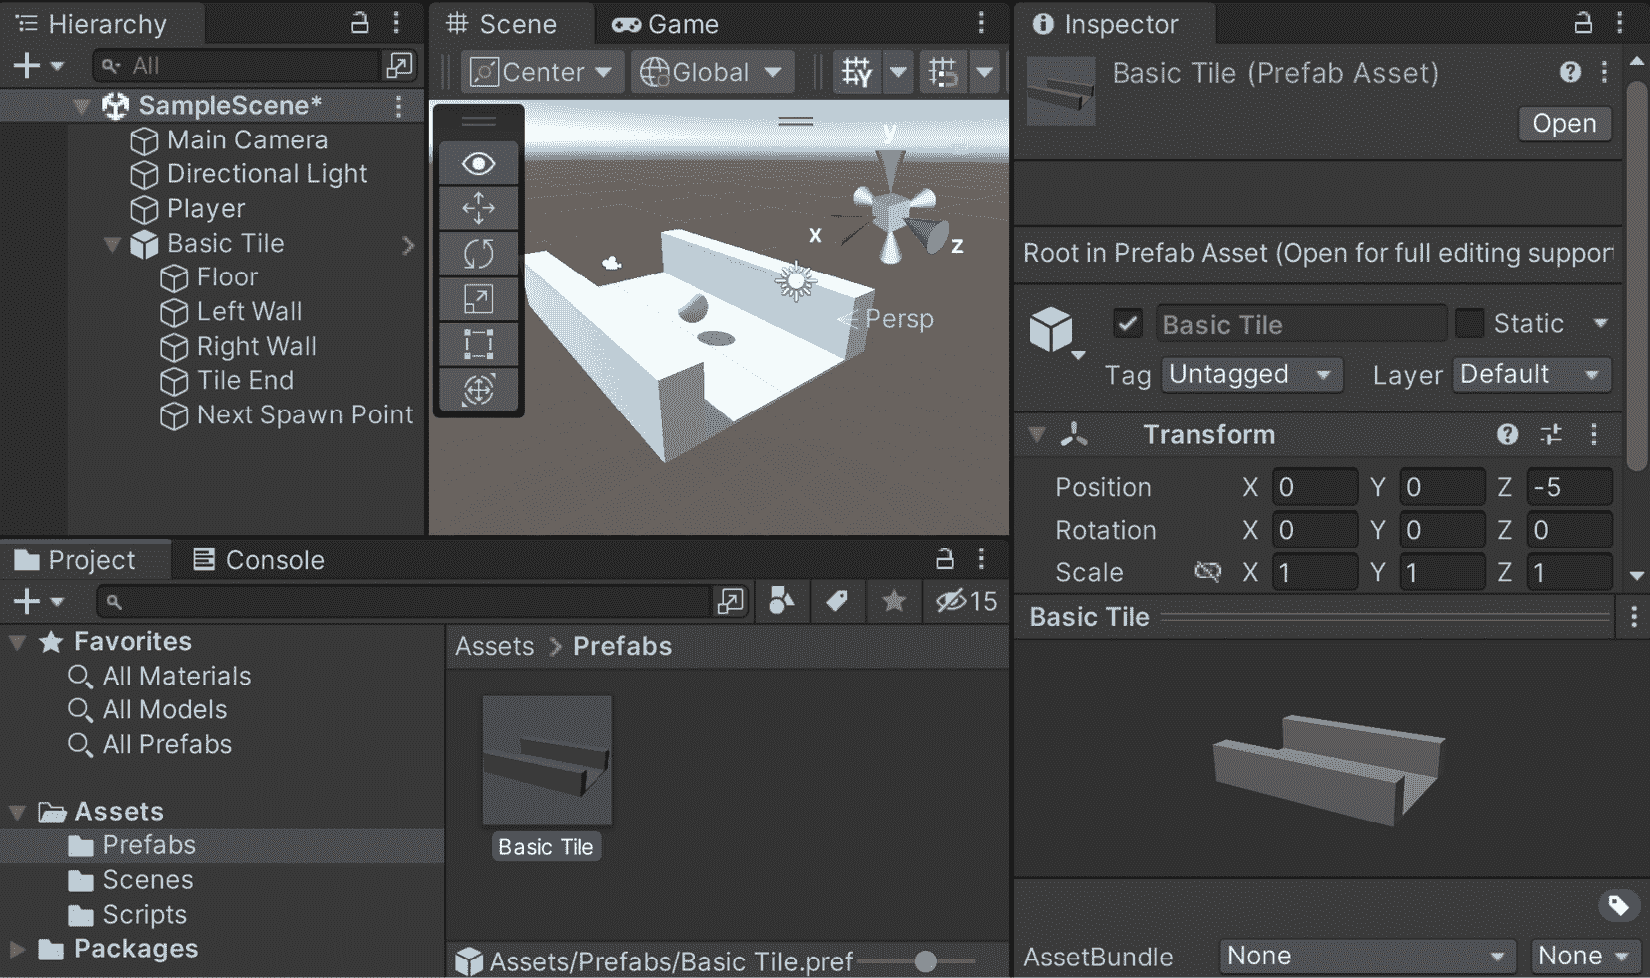 Hierarchy
All
SampleScene*
Main Camera
Directional Light
Player
Basic Tile
Floor
Left Wall
Right Wall
Tile End
Next Spawn Point
Scene
Game
Center
Global
y
x
z
Persp
Project
Console
15
Favorites
All Materials
All Models
All Prefabs
Assets
Prefabs
Scenes
Scripts
Packages
Assets > Prefabs
Basic Tile
Assets/Prefabs/Basic Tile.pref
Inspector
Basic Tile (Prefab Asset)
Open
Root in Prefab Asset (Open for full editing support
Basic Tile
Static
Tag Untagged Layer Default
Transform
Position X 0 Y 0 Z -5
Rotation X 0 Y 0 Z 0
Scale X 1 Y 1 Z 1
Basic Tile
AssetBundle None None